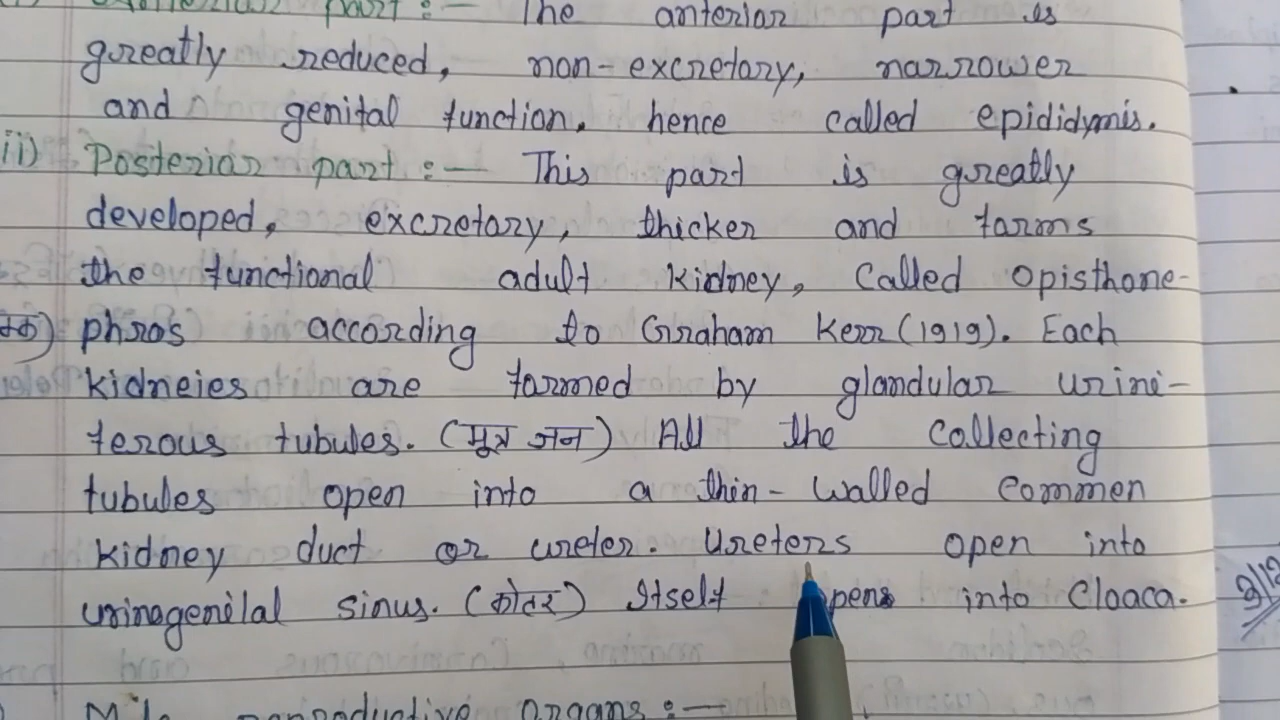 part :- The anterior part is
greatly reduced, non-excretory, narrower
and genital function, hence called epididymis.
ii) Posterior part :- This part is greatly
developed, excretory, thicker and forms
the functional adult kidney, Called Opisthone-
phros according to Graham Kerr (1919). Each
kidneies are formed by glandular urini-
ferous tubules. (मूत्र जन) All the Collecting
tubules open into a thin-walled common
kidney duct or ureter. Ureters open into
urinogenital sinus. (कोटर) Itself opens into Cloaca.
reproductive organs :-